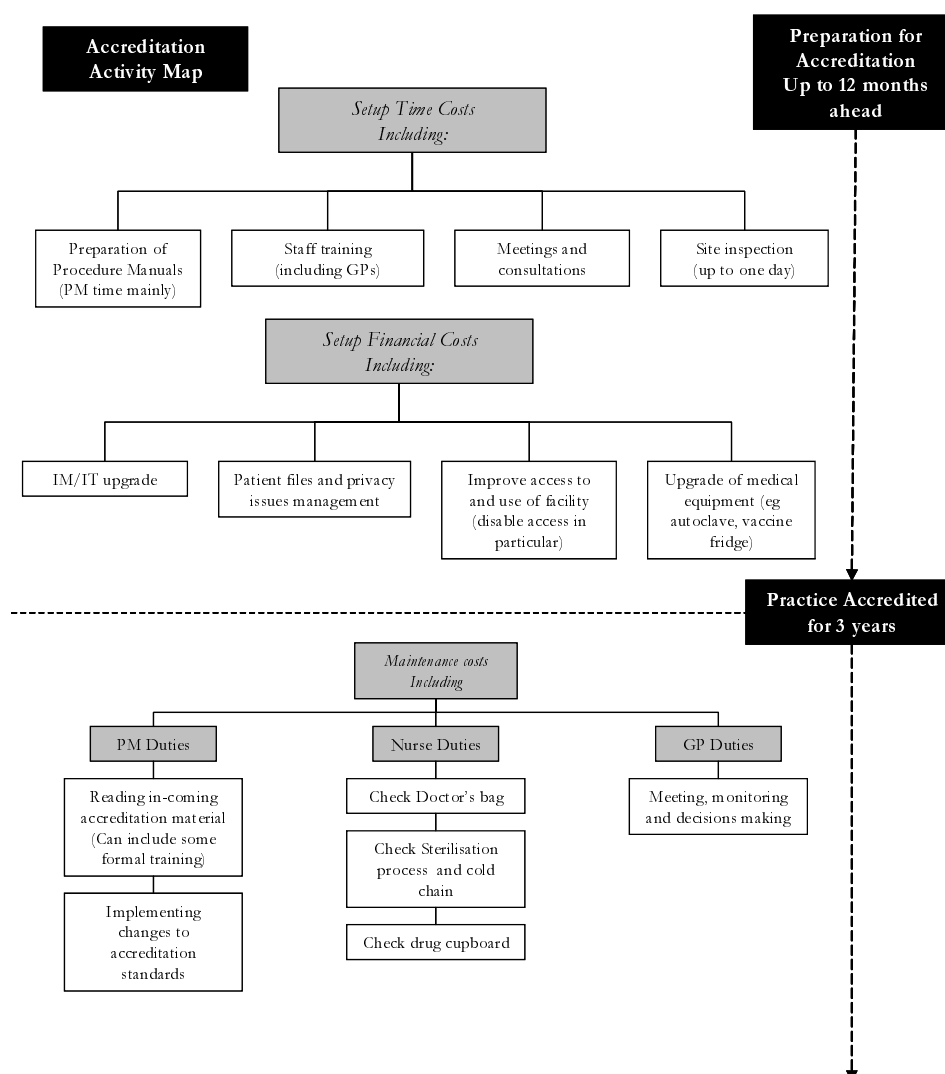 Accreditation
Activity Map
Preparation for
Accreditation
Up to 12 months
ahead
Setup Time Costs
Including:
Preparation of
Procedure Manuals
(PM time mainly)
Staff training
(including GPs)
Meetings and
consultations
Site inspection
(up to one day)
Setup Financial Costs
Including:
IM/IT upgrade
Patient files and privacy
issues management
Improve access to
and use of facility
(disable access in
particular)
Upgrade of medical
equipment (eg
autoclave, vaccine
fridge)
Practice Accredited
for 3 years
Maintenance costs
Including
PM Duties
Reading in-coming
accreditation material
(Can include some
formal training)
Implementing
changes to
accreditation
standards
Nurse Duties
Check Doctor's bag
Check Sterilisation
process and cold
chain
Check drug cupboard
GP Duties
Meeting, monitoring
and decisions making